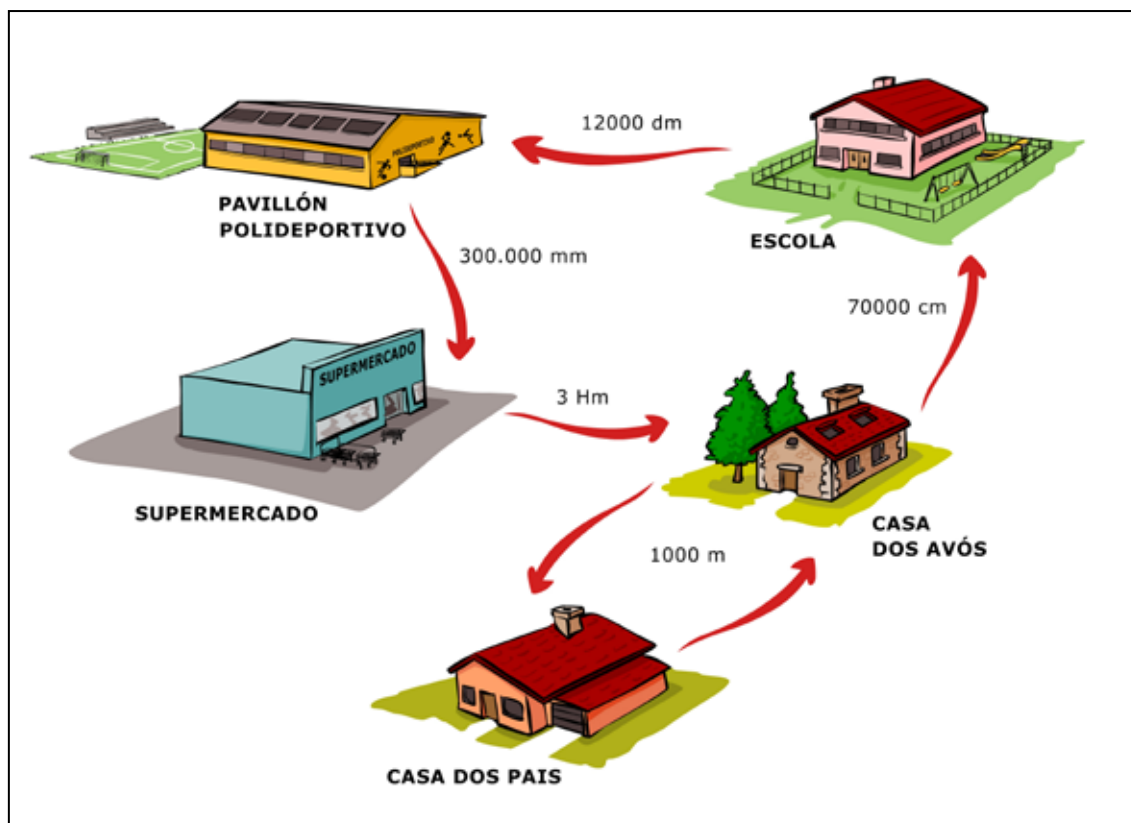 12000 dm
POLIDEPORTIVO
PAVILLÓN
POLIDEPORTIVO
ESCOLA
300.000 mm
70000 cm
SUPERMERCADO
3 Hm
SUPERMERCADO
CASA
DOS AVÓS
1000 m
CASA DOS PAIS